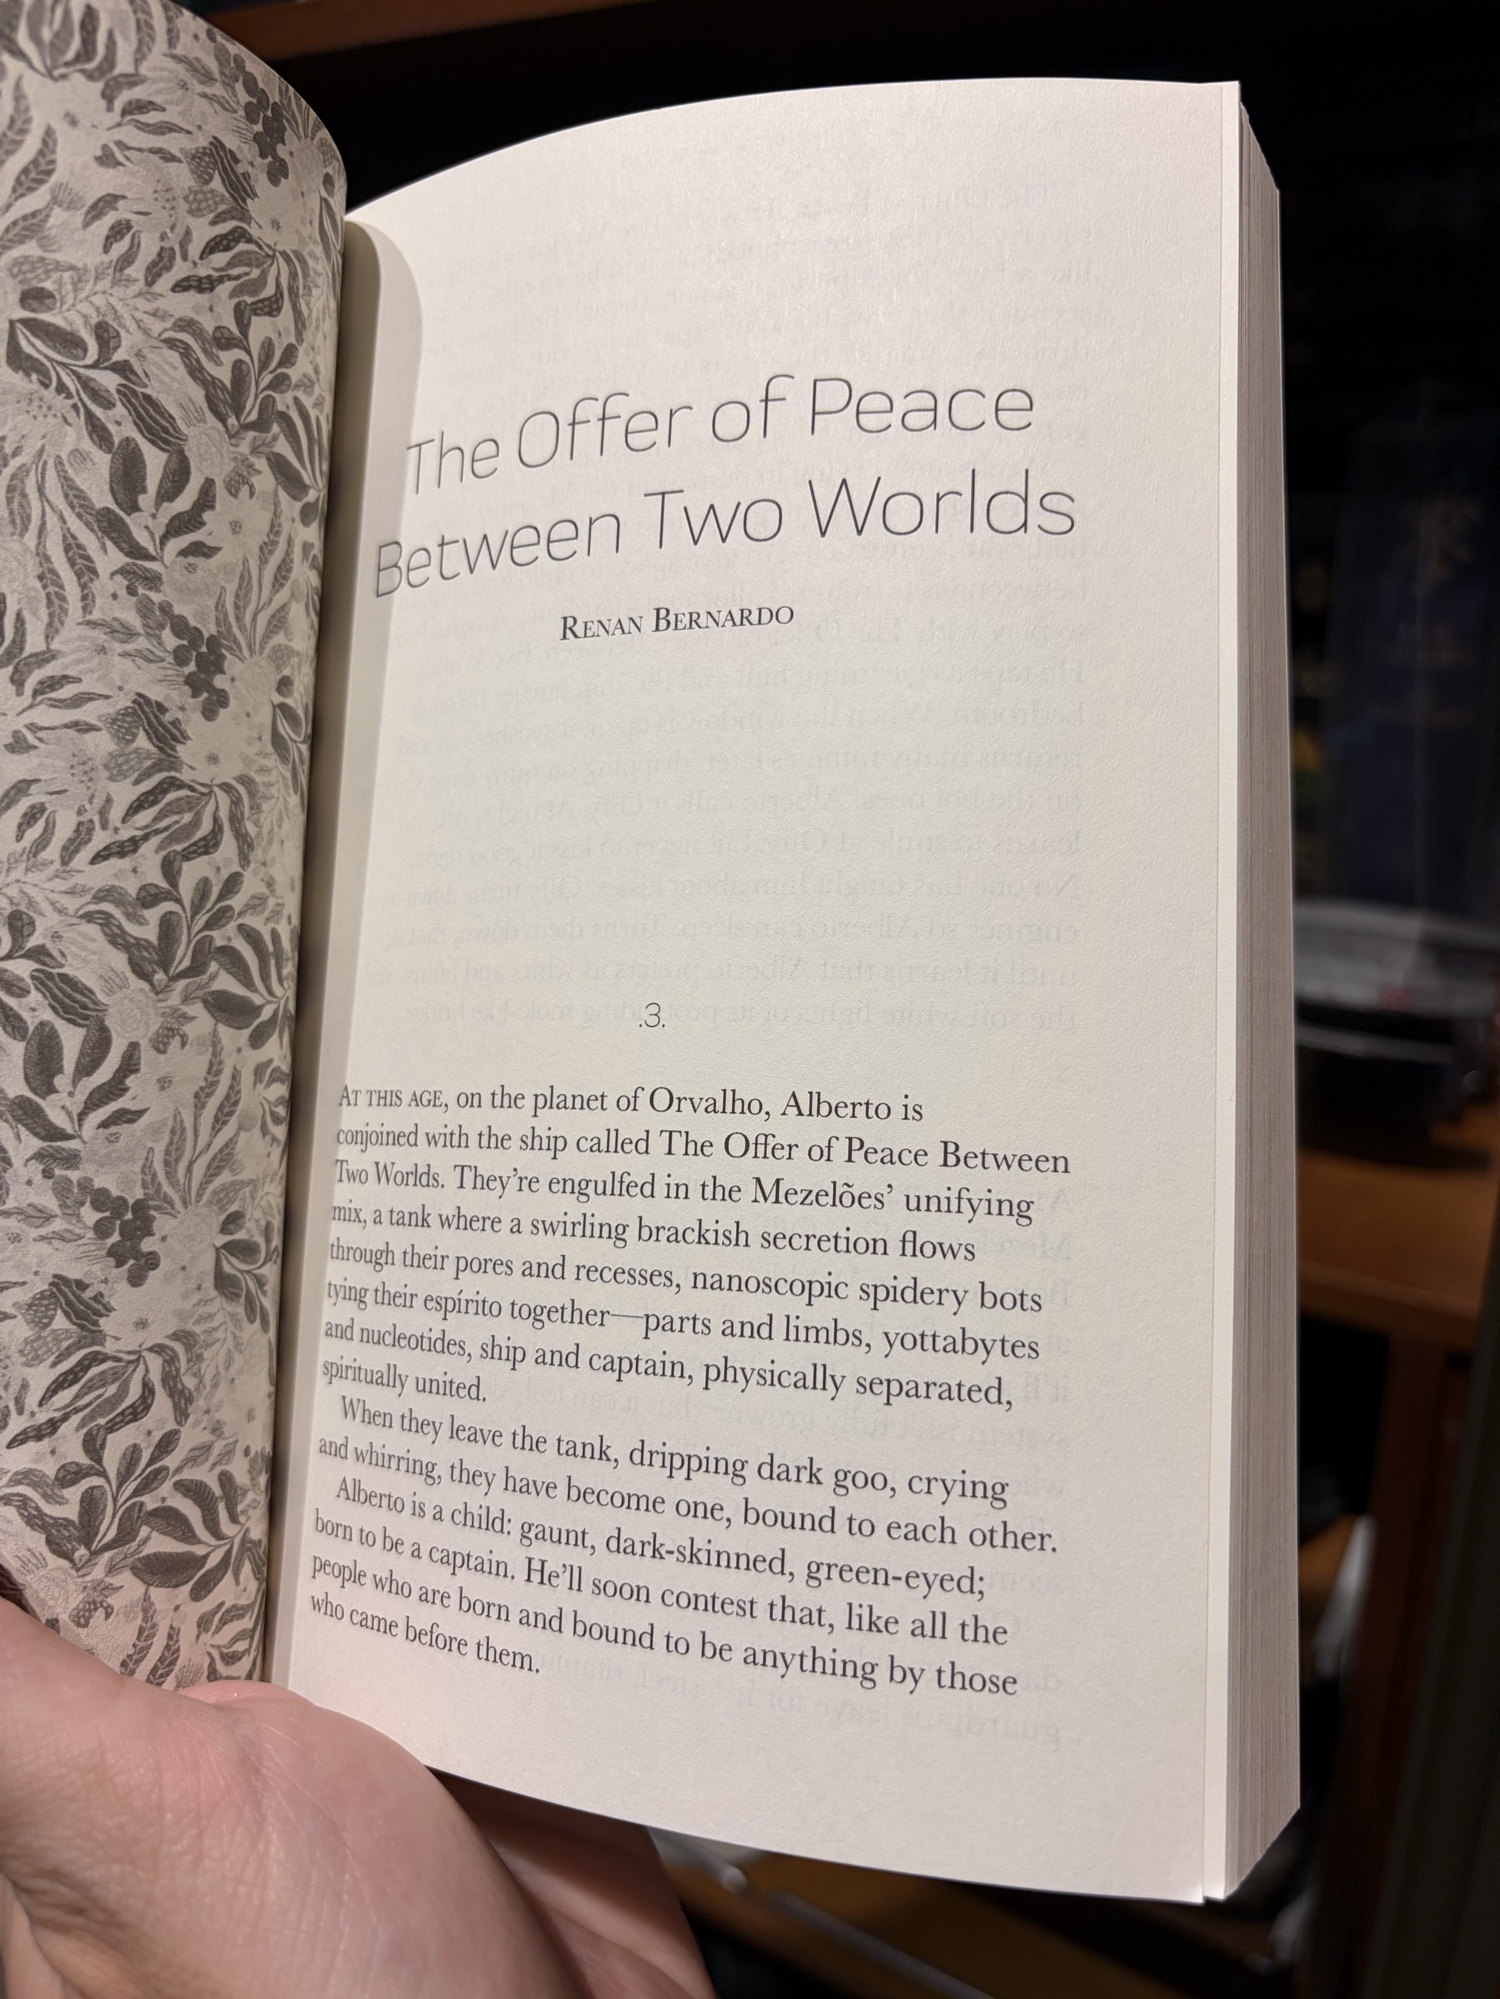 The Offer of Peace
Between Two Worlds
Renan Bernardo
.3.
At this age, on the planet of Orvalho, Alberto is
conjoined with the ship called The Offer of Peace Between
Two Worlds. They’re engulfed in the Mezelões’ unifying
mix, a tank where a swirling brackish secretion flows
through their pores and recesses, nanoscopic spidery bots
tying their espírito together—parts and limbs, yottabytes
and nucleotides, ship and captain, physically separated,
spiritually united.
When they leave the tank, dripping dark goo, crying
and whirring, they have become one, bound to each other.
Alberto is a child: gaunt, dark-skinned, green-eyed;
born to be a captain. He’ll soon contest that, like all the
people who are born and bound to be anything by those
who came before them.